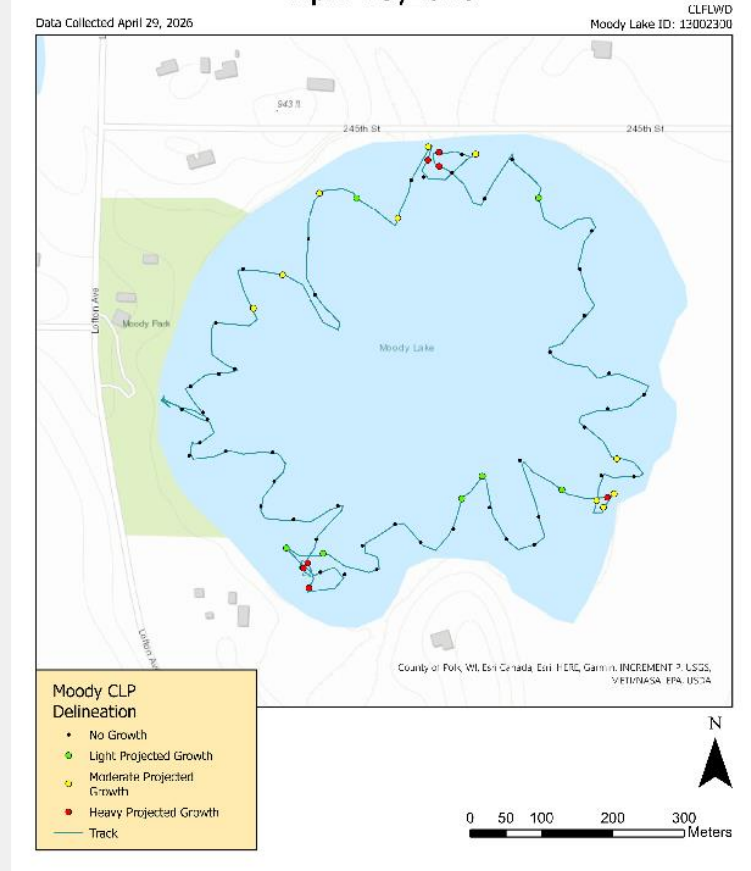 CLFLWD
Data Collected April 29, 2026
Moody Lake ID: 13002300
943 ft
245th St
245th St
Lofton Ave
Moody Park
Moody Lake
Lofton Av
County of Polk, WI, Esri Canada, Esri, HERE, Garmin, INCREMENT P, USGS,
METI/NASA, EPA, USDA
Moody CLP
Delineation
No Growth
Light Projected Growth
Moderate Projected
Growth
Heavy Projected Growth
Track
N
0 50 100 200 300
Meters